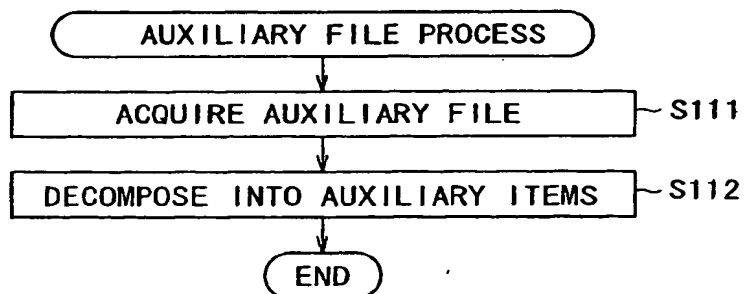 AUXILIARY FILE PROCESS
ACQUIRE AUXILIARY FILE
S111
DECOMPOSE INTO AUXILIARY ITEMS
S112
END